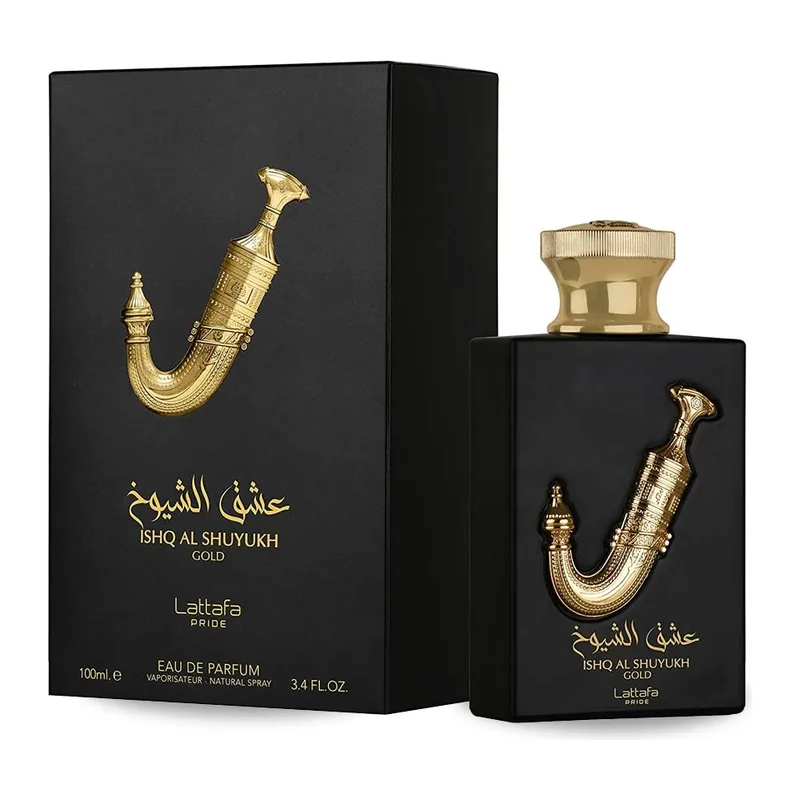 عشق الشيوخ
ISHQ AL SHUYUKH
GOLD
Lattafa
PRIDE
100ml. e
EAU DE PARFUM
VAPORISATEUR - NATURAL SPRAY
3.4 FL.OZ.
عشق الشيوخ
ISHQ AL SHUYUKH
GOLD
Lattafa
PRIDE